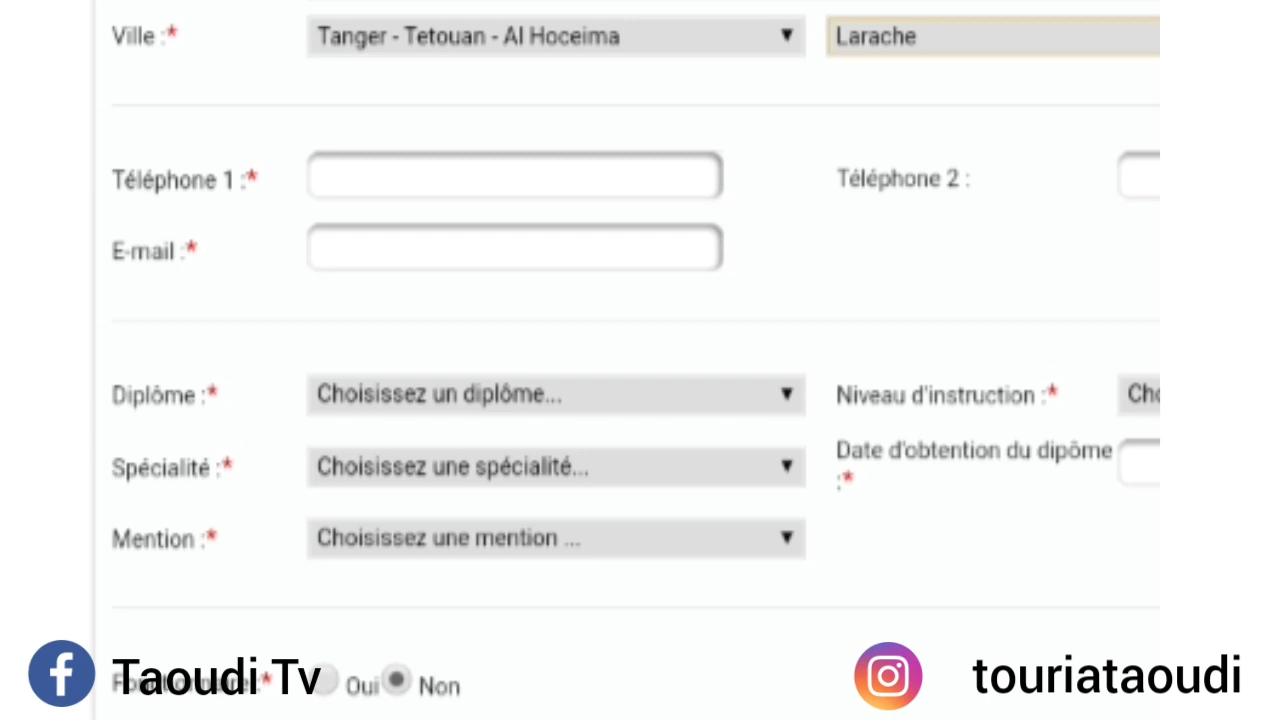 Ville :* Tanger - Tetouan - Al Hoceima ▼ Larache
Téléphone 1 :* Téléphone 2 :
E-mail :*
Diplôme :* Choisissez un diplôme... ▼ Niveau d'instruction :* Cho
Spécialité :* Choisissez une spécialité... ▼ Date d'obtention du dipôme :*
Mention :* Choisissez une mention ... ▼
Oui Non
Taoudi Tv touriataoudi